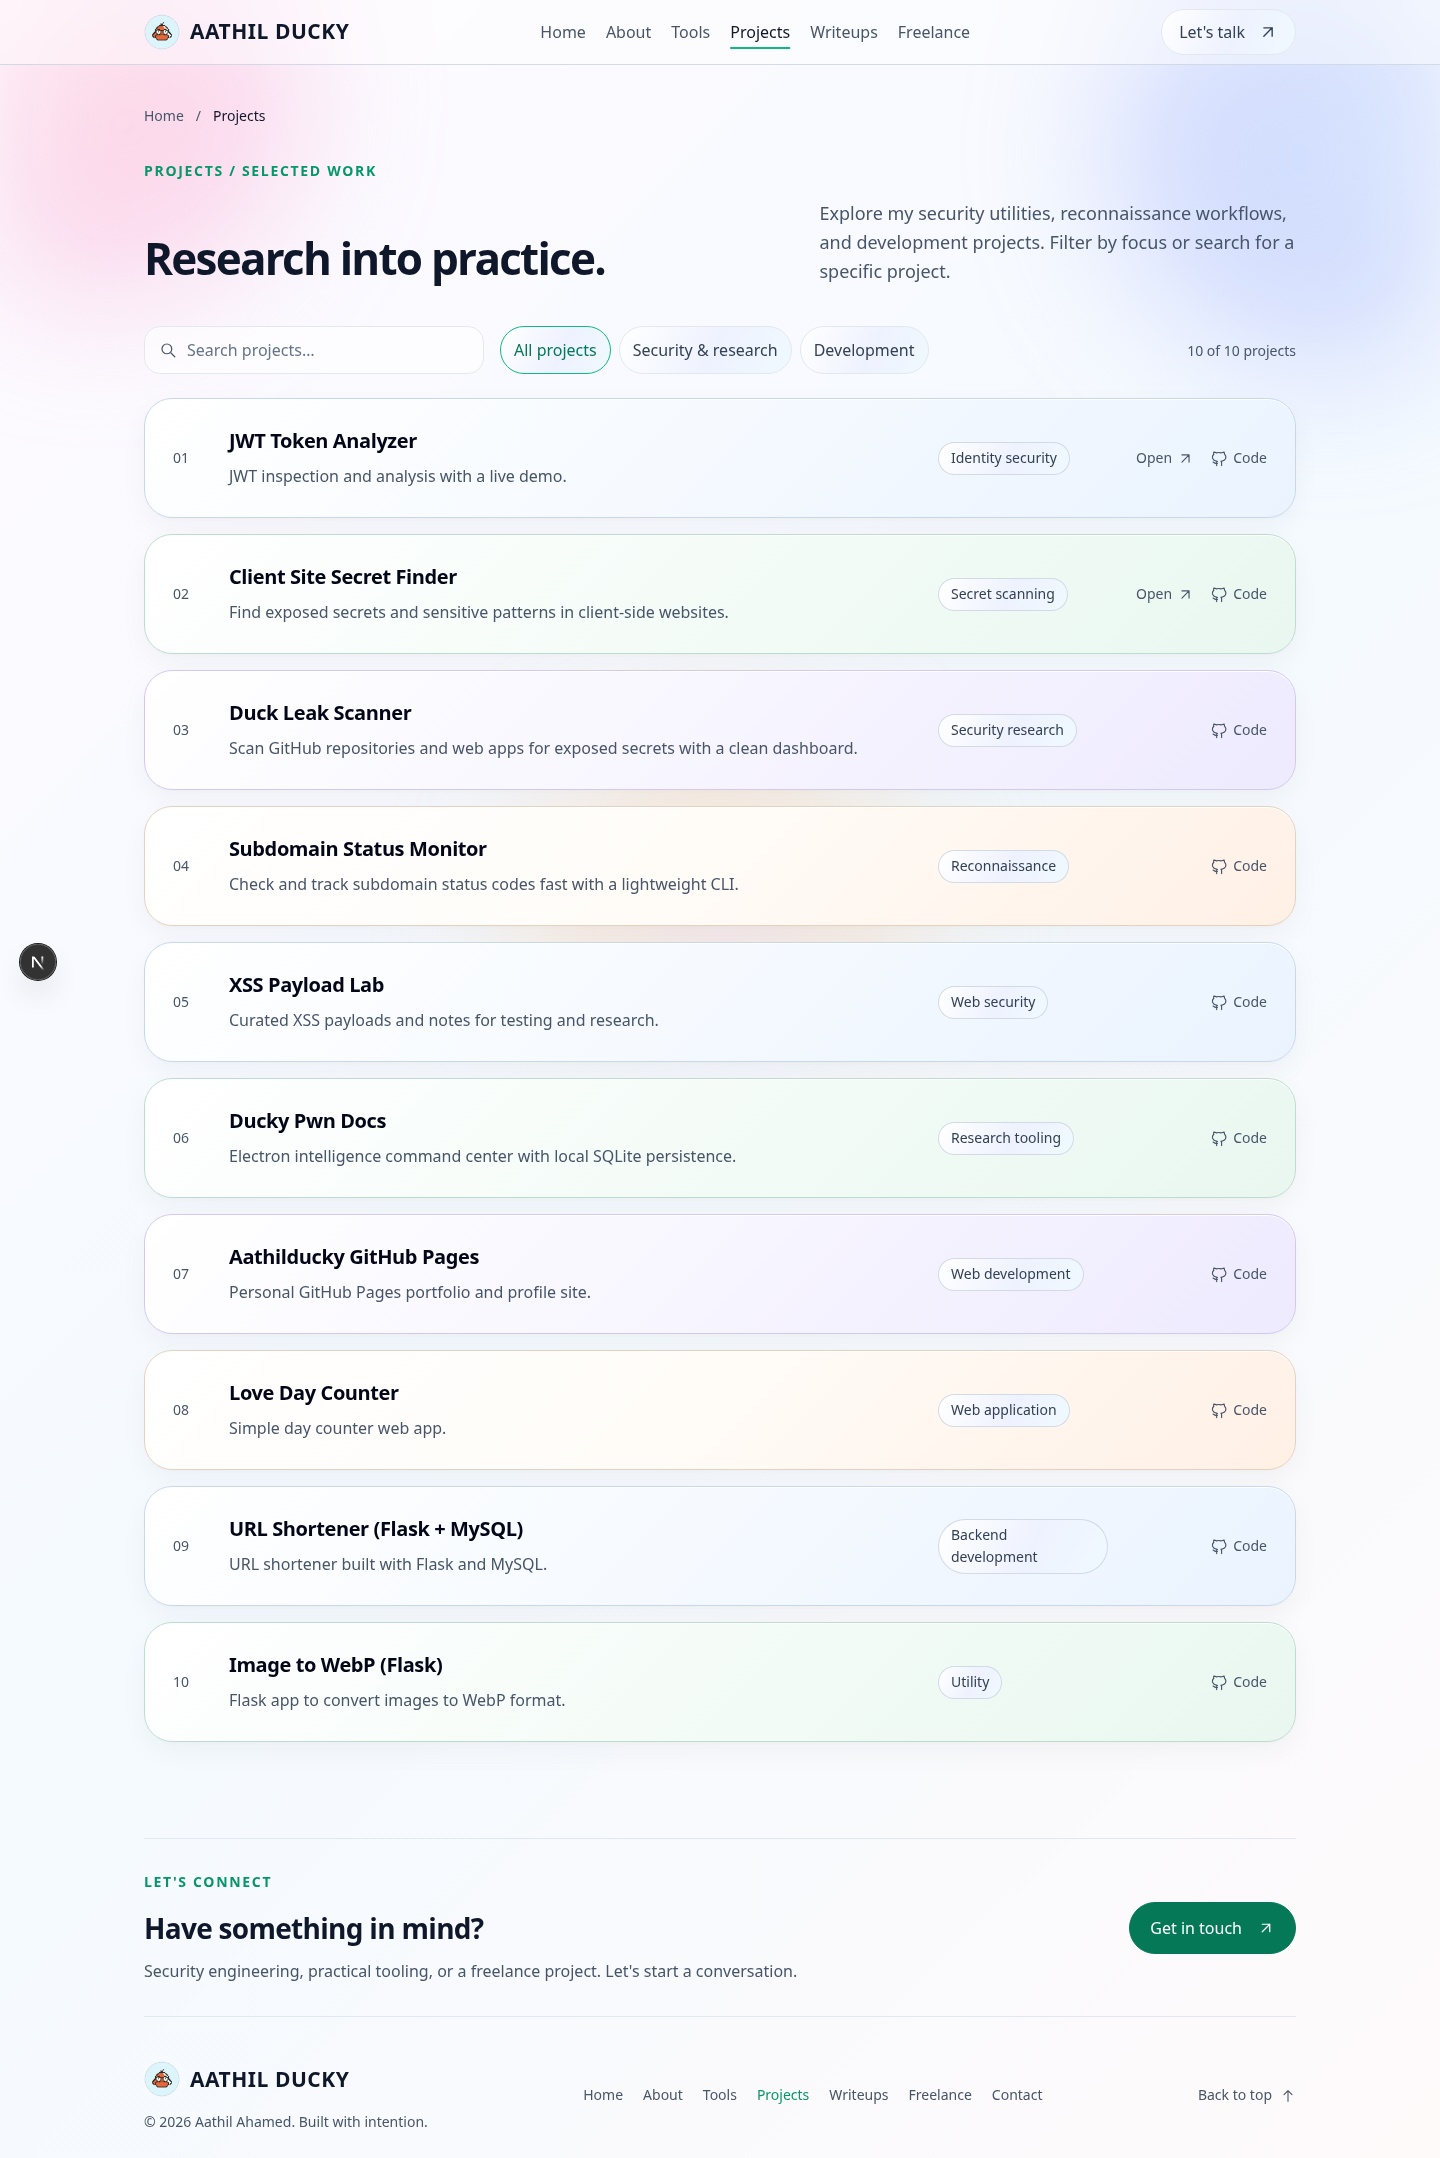 AATHIL DUCKY
Home About Tools Projects Writeups Freelance
Let's talk
Home / Projects
PROJECTS / SELECTED WORK
Research into practice.
Explore my security utilities, reconnaissance workflows,
and development projects. Filter by focus or search for a
specific project.
Search projects...
All projects
Security & research
Development
10 of 10 projects
01
JWT Token Analyzer
JWT inspection and analysis with a live demo.
Identity security
Open
Code
02
Client Site Secret Finder
Find exposed secrets and sensitive patterns in client-side websites.
Secret scanning
Open
Code
03
Duck Leak Scanner
Scan GitHub repositories and web apps for exposed secrets with a clean dashboard.
Security research
Code
04
Subdomain Status Monitor
Check and track subdomain status codes fast with a lightweight CLI.
Reconnaissance
Code
05
XSS Payload Lab
Curated XSS payloads and notes for testing and research.
Web security
Code
06
Ducky Pwn Docs
Electron intelligence command center with local SQLite persistence.
Research tooling
Code
07
Aathilducky GitHub Pages
Personal GitHub Pages portfolio and profile site.
Web development
Code
08
Love Day Counter
Simple day counter web app.
Web application
Code
09
URL Shortener (Flask + MySQL)
URL shortener built with Flask and MySQL.
Backend
development
Code
10
Image to WebP (Flask)
Flask app to convert images to WebP format.
Utility
Code
N
LET'S CONNECT
Have something in mind?
Security engineering, practical tooling, or a freelance project. Let's start a conversation.
Get in touch
AATHIL DUCKY
© 2026 Aathil Ahamed. Built with intention.
Home About Tools Projects Writeups Freelance Contact
Back to top